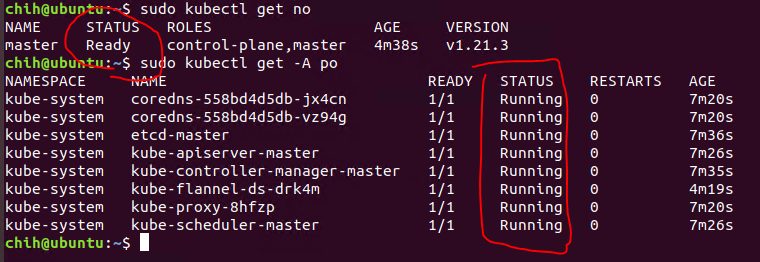 chih@ubuntu:~$ sudo kubectl get no
NAME STATUS ROLES AGE VERSION
master Ready control-plane,master 4m38s v1.21.3
chih@ubuntu:~$ sudo kubectl get -A po
NAMESPACE NAME READY STATUS RESTARTS AGE
kube-system coredns-558bd4d5db-jx4cn 1/1 Running 0 7m20s
kube-system coredns-558bd4d5db-vz94g 1/1 Running 0 7m20s
kube-system etcd-master 1/1 Running 0 7m36s
kube-system kube-apiserver-master 1/1 Running 0 7m26s
kube-system kube-controller-manager-master 1/1 Running 0 7m35s
kube-system kube-flannel-ds-drk4m 1/1 Running 0 4m19s
kube-system kube-proxy-8hfzp 1/1 Running 0 7m20s
kube-system kube-scheduler-master 1/1 Running 0 7m26s
chih@ubuntu:~$